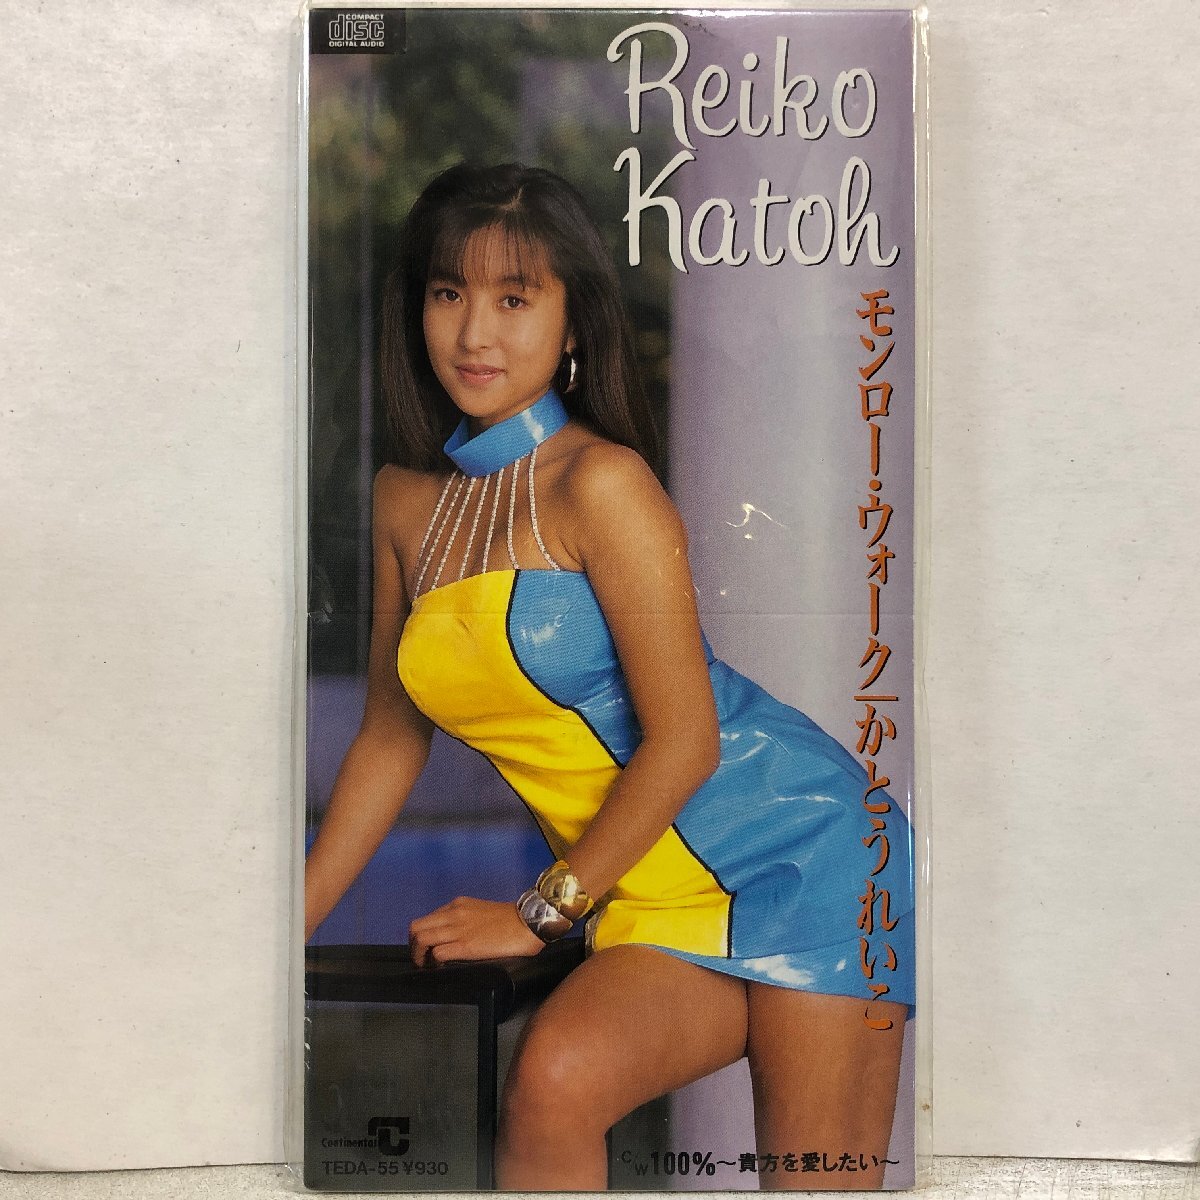 COMPACT
disc
DIGITAL AUDIO
Reiko
Katoh
モンロー・ウォーク/かとうれいこ
Continental
TEDA-55 ¥930
C/W 100%～貴方を愛したい～